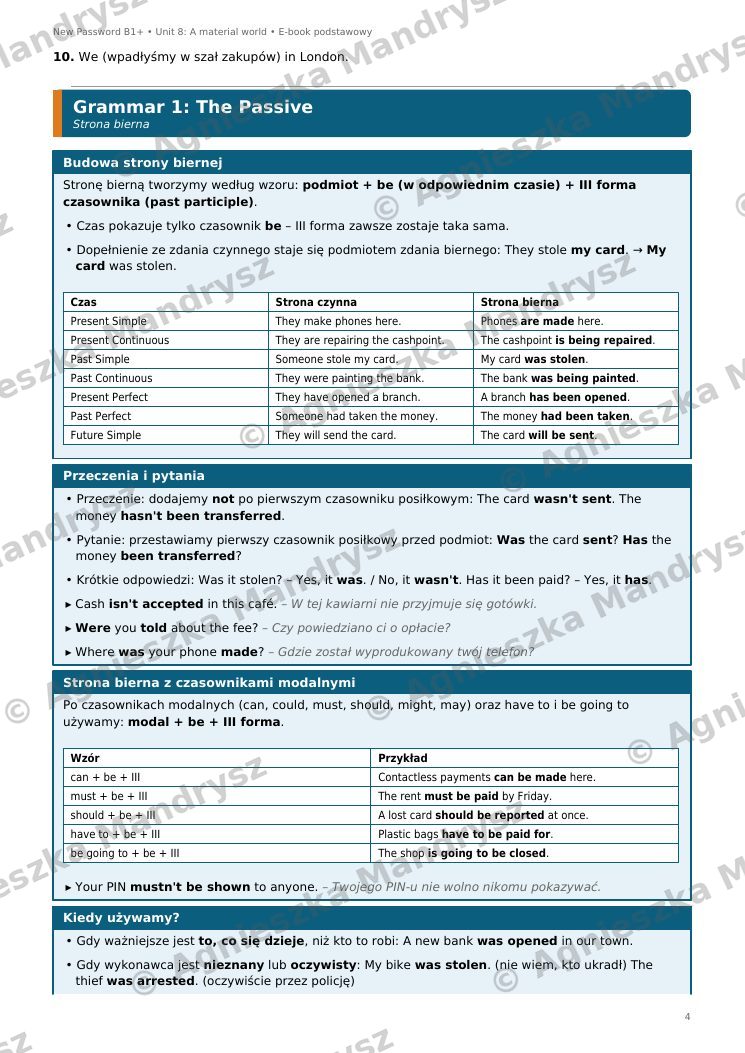 New Password B1+ • Unit 8: A material world • E-book podstawowy
10. We (wpadłyśmy w szał zakupów) in London.
Grammar 1: The Passive
Strona bierna
Budowa strony biernej
Stronę bierną tworzymy według wzoru: podmiot + be (w odpowiednim czasie) + III forma
czasownika (past participle).
• Czas pokazuje tylko czasownik be – III forma zawsze zostaje taka sama.
• Dopełnienie ze zdania czynnego staje się podmiotem zdania biernego: They stole my card. → My
card was stolen.
Czas Strona czynna Strona bierna
Present Simple They make phones here. Phones are made here.
Present Continuous They are repairing the cashpoint. The cashpoint is being repaired.
Past Simple Someone stole my card. My card was stolen.
Past Continuous They were painting the bank. The bank was being painted.
Present Perfect They have opened a branch. A branch has been opened.
Past Perfect Someone had taken the money. The money had been taken.
Future Simple They will send the card. The card will be sent.
Przeczenia i pytania
• Przeczenie: dodajemy not po pierwszym czasowniku posiłkowym: The card wasn't sent. The
money hasn't been transferred.
• Pytanie: przestawiamy pierwszy czasownik posiłkowy przed podmiot: Was the card sent? Has the
money been transferred?
• Krótkie odpowiedzi: Was it stolen? – Yes, it was. / No, it wasn't. Has it been paid? – Yes, it has.
▸ Cash isn't accepted in this café. – W tej kawiarni nie przyjmuje się gotówki.
▸ Were you told about the fee? – Czy powiedziano ci o opłacie?
▸ Where was your phone made? – Gdzie został wyprodukowany twój telefon?
Strona bierna z czasownikami modalnymi
Po czasownikach modalnych (can, could, must, should, might, may) oraz have to i be going to
używamy: modal + be + III forma.
Wzór Przykład
can + be + III Contactless payments can be made here.
must + be + III The rent must be paid by Friday.
should + be + III A lost card should be reported at once.
have to + be + III Plastic bags have to be paid for.
be going to + be + III The shop is going to be closed.
▸ Your PIN mustn't be shown to anyone. – Twojego PIN-u nie wolno nikomu pokazywać.
Kiedy używamy?
• Gdy ważniejsze jest to, co się dzieje, niż kto to robi: A new bank was opened in our town.
• Gdy wykonawca jest nieznany lub oczywisty: My bike was stolen. (nie wiem, kto ukradł) The
thief was arrested. (oczywiście przez policję)
4
© Agnieszka Mandrysz